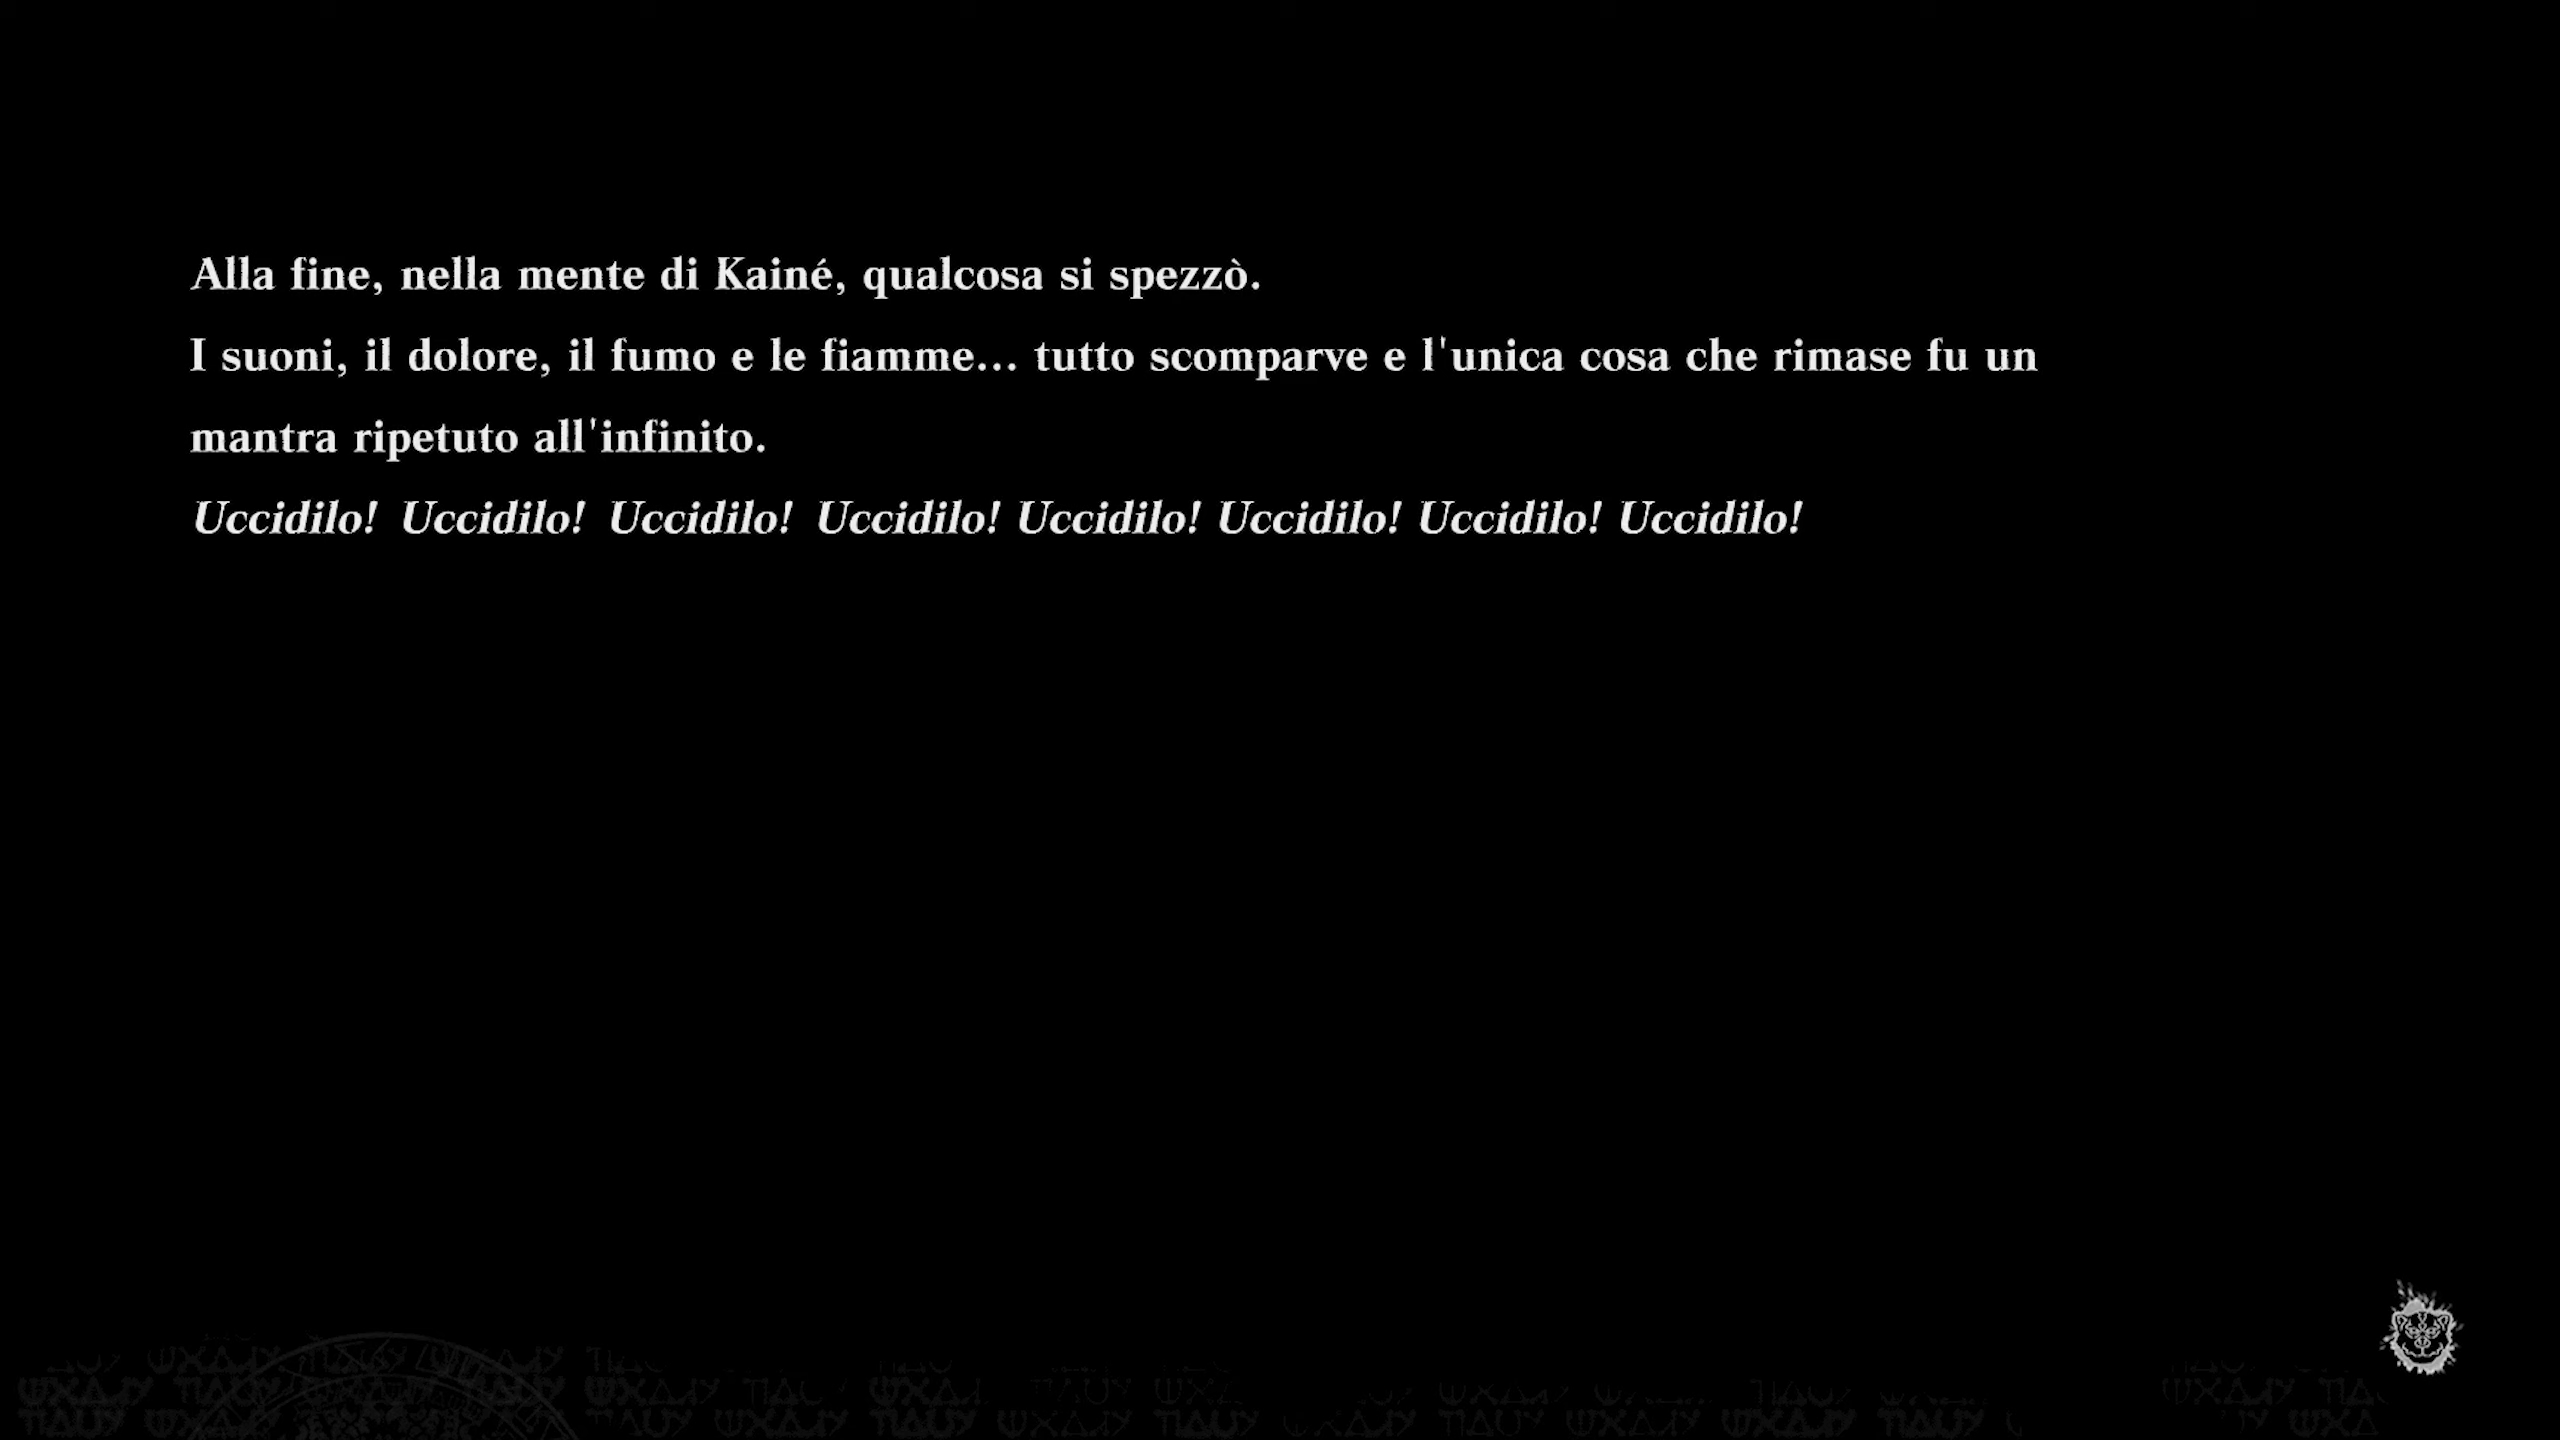 Alla fine, nella mente di Kainé, qualcosa si spezzò.
I suoni, il dolore, il fumo e le fiamme... tutto scomparve e l'unica cosa che rimase fu un
mantra ripetuto all'infinito.
Uccidilo! Uccidilo! Uccidilo! Uccidilo! Uccidilo! Uccidilo! Uccidilo! Uccidilo!